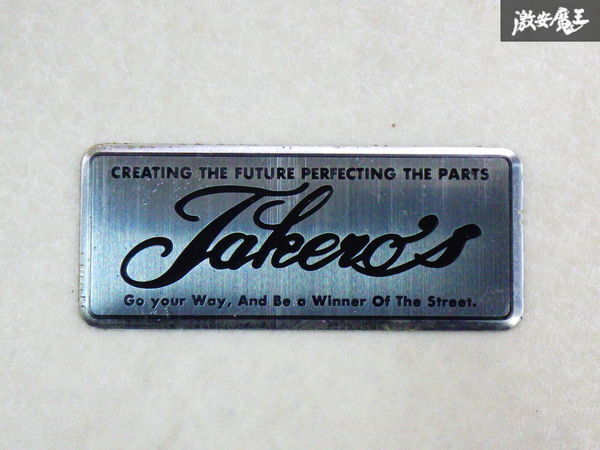 激安魔王
CREATING THE FUTURE PERFECTING THE PARTS
Takero's
Go your Way, And Be a Winner Of The Street.